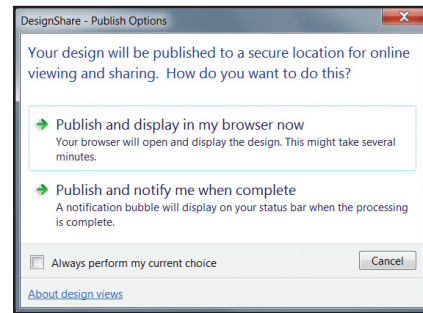 DesignShare - Publish Options
X
Your design will be published to a secure location for online
viewing and sharing. How do you want to do this?
Publish and display in my browser now
Your browser will open and display the design. This might take several
minutes.
Publish and notify me when complete
A notification bubble will display on your status bar when the processing
is complete.
Always perform my current choice
Cancel
About design views